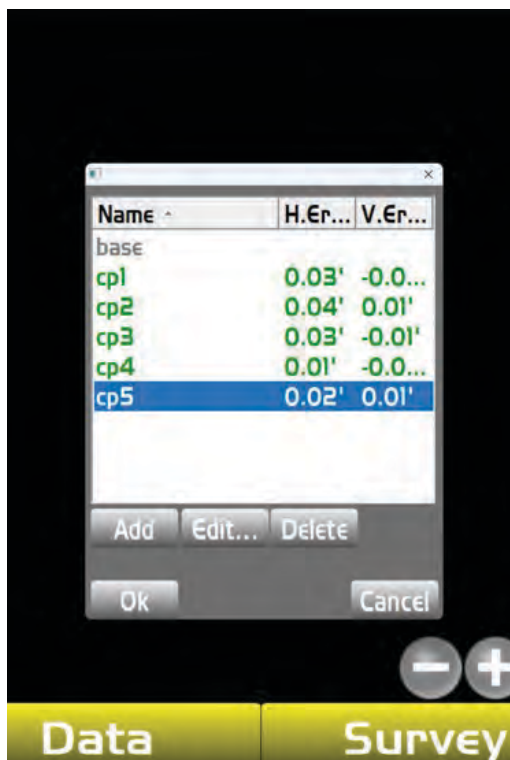 Name H.Er... V.Er...
base
cp1 0.03' -0.0...
cp2 0.04' 0.01'
cp3 0.03' -0.01'
cp4 0.01' -0.0...
cp5 0.02' 0.01'
Add Edit... Delete
Ok Cancel
Data Survey